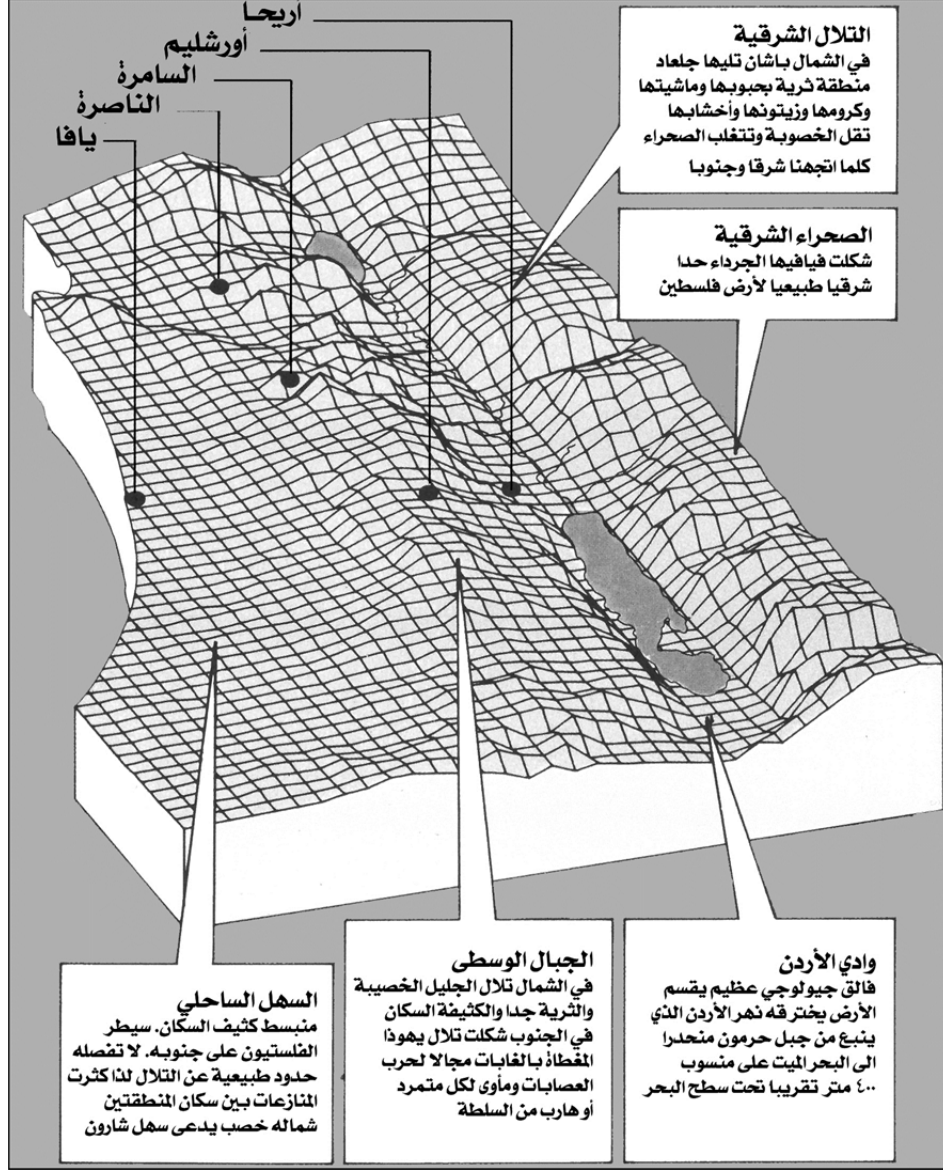 أريحا
أورشليم
السامرة
الناصرة
يافا
التلال الشرقية
في الشمال باشان تليها جلعاد
منطقة ثرية بحبوبها وماشيتها
وكرومها وزيتونها وأخشابها
تقل الخصوبة وتتغلب الصحراء
كلما اتجهنا شرقا وجنوبا
الصحراء الشرقية
شكلت فيافيها الجرداء حدا
شرقيا طبيعيا لأرض فلسطين
وادي الأردن
فالق جيولوجي عظيم يقسم
الأرض يخترقه نهر الأردن الذي
ينبع من جبل حرمون منحدرا
الى البحر الميت على منسوب
٤٠٠ متر تقريبا تحت سطح البحر
الجبال الوسطى
في الشمال تلال الجليل الخصيبة
والثرية جدا والكثيفة السكان
في الجنوب شكلت تلال يهوذا
المغطاة بالغابات مجالا لحرب
العصابات ومأوى لكل متمرد
أو هارب من السلطة
السهل الساحلي
منبسط كثيف السكان. سيطر
الفلستيون على جنوبه. لا تفصله
حدود طبيعية عن التلال لذا كثرت
المنازعات بين سكان المنطقتين
شماله خصب يدعى سهل شارون